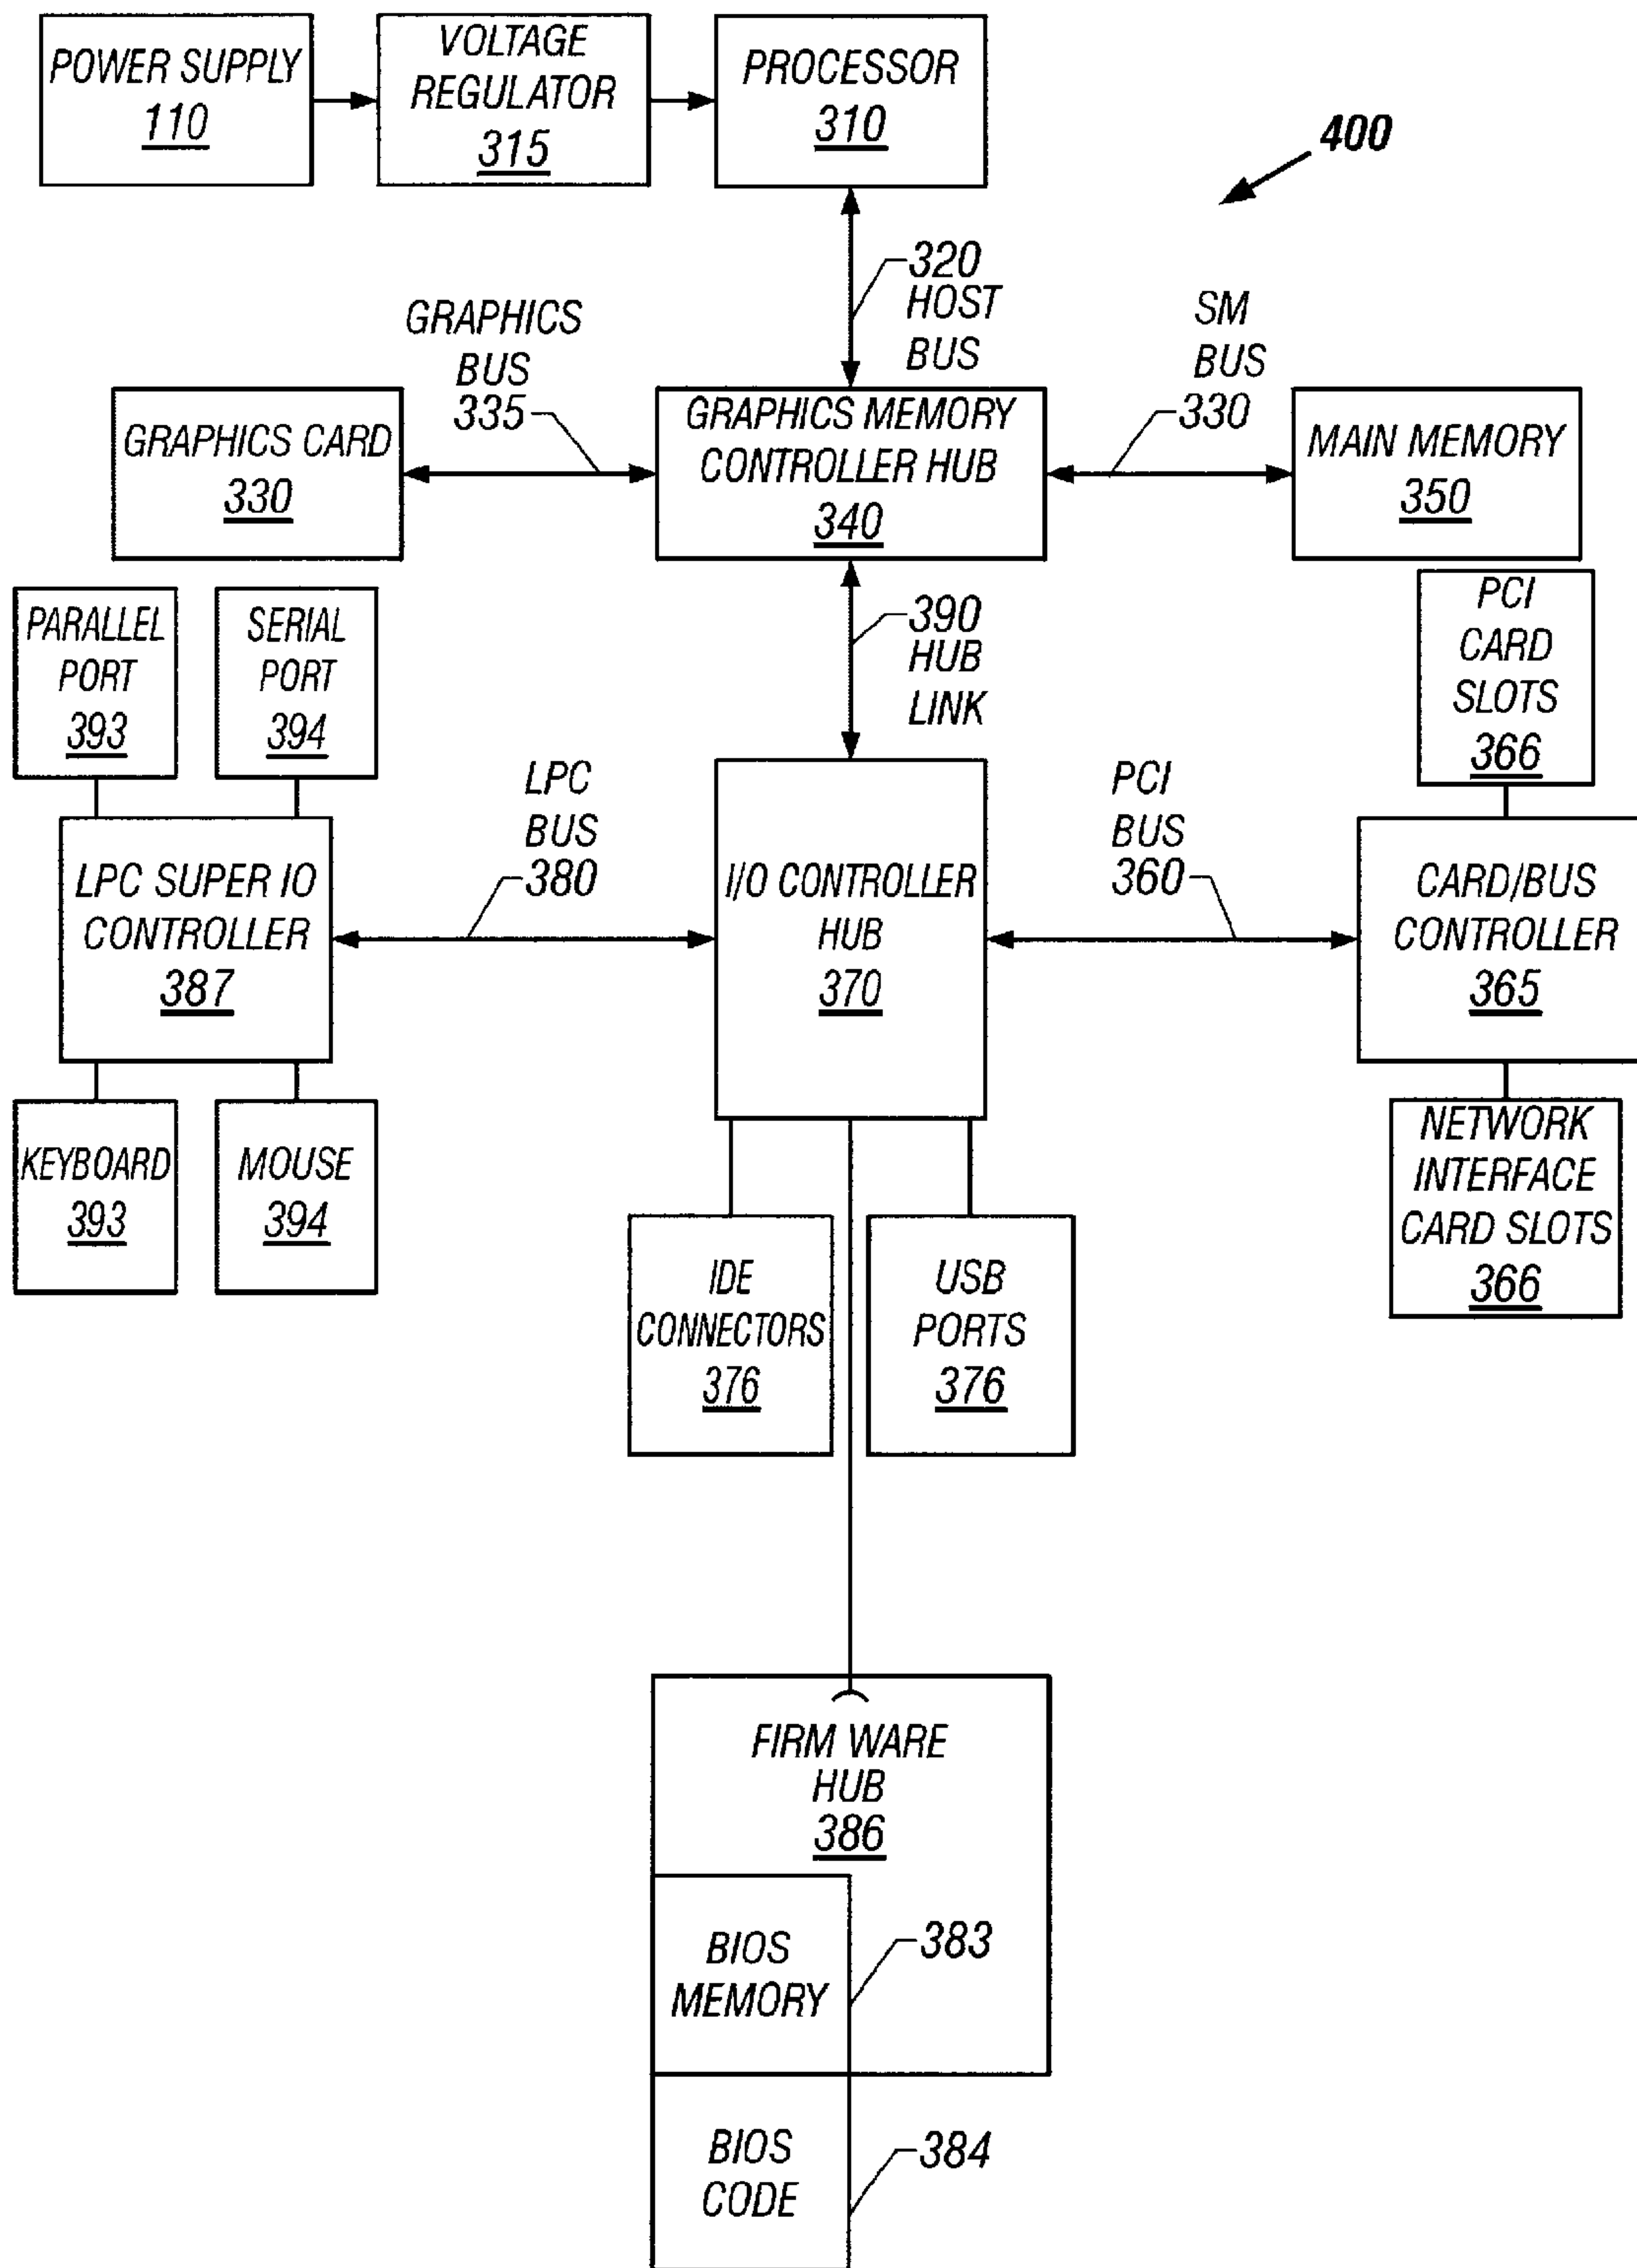 POWER SUPPLY
110
VOLTAGE
REGULATOR
315
PROCESSOR
310
400
320
HOST
BUS
GRAPHICS
BUS
335
SM
BUS
330
GRAPHICS CARD
330
GRAPHICS MEMORY
CONTROLLER HUB
340
MAIN MEMORY
350
PARALLEL
PORT
393
SERIAL
PORT
394
390
HUB
LINK
PCI
CARD
SLOTS
366
LPC
BUS
380
PCI
BUS
360
LPC SUPER IO
CONTROLLER
387
I/O CONTROLLER
HUB
370
CARD/BUS
CONTROLLER
365
KEYBOARD
393
MOUSE
394
NETWORK
INTERFACE
CARD SLOTS
366
IDE
CONNECTORS
376
USB
PORTS
376
FIRM WARE
HUB
386
BIOS
MEMORY
383
BIOS
CODE
384